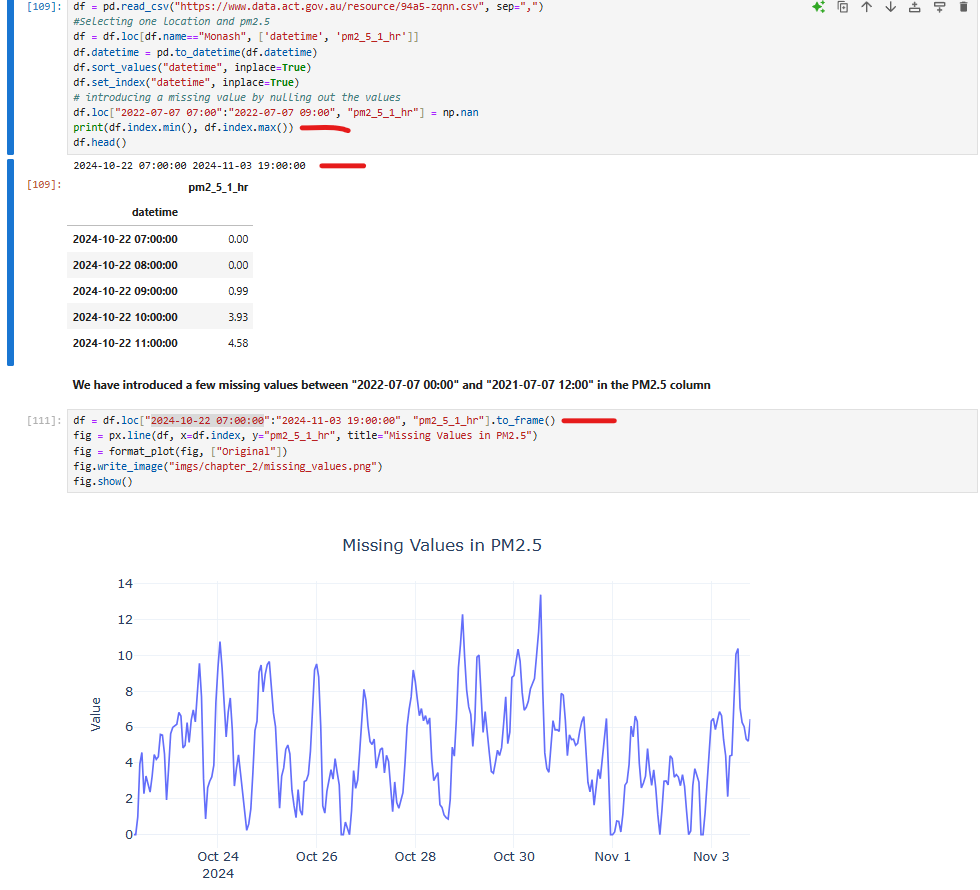 [109]: df = pd.read_csv("https://www.data.act.gov.au/resource/94a5-zqnn.csv", sep=",")
#Selecting one location and pm2.5
df = df.loc[df.name=="Monash", ['datetime', 'pm2_5_1_hr']]
df.datetime = pd.to_datetime(df.datetime)
df.sort_values("datetime", inplace=True)
df.set_index("datetime", inplace=True)
# introducing a missing value by nulling out the values
df.loc["2022-07-07 07:00":"2022-07-07 09:00", "pm2_5_1_hr"] = np.nan
print(df.index.min(), df.index.max())
df.head()
2024-10-22 07:00:00 2024-11-03 19:00:00
[109]:
pm2_5_1_hr
datetime
2024-10-22 07:00:00 0.00
2024-10-22 08:00:00 0.00
2024-10-22 09:00:00 0.99
2024-10-22 10:00:00 3.93
2024-10-22 11:00:00 4.58
We have introduced a few missing values between "2022-07-07 00:00" and "2021-07-07 12:00" in the PM2.5 column
[111]: df = df.loc["2024-10-22 07:00:00":"2024-11-03 19:00:00", "pm2_5_1_hr"].to_frame()
fig = px.line(df, x=df.index, y="pm2_5_1_hr", title="Missing Values in PM2.5")
fig = format_plot(fig, ["Original"])
fig.write_image("imgs/chapter_2/missing_values.png")
fig.show()
Missing Values in PM2.5
14
12
10
8
6
4
2
0
Value
Oct 24 Oct 26 Oct 28 Oct 30 Nov 1 Nov 3
2024